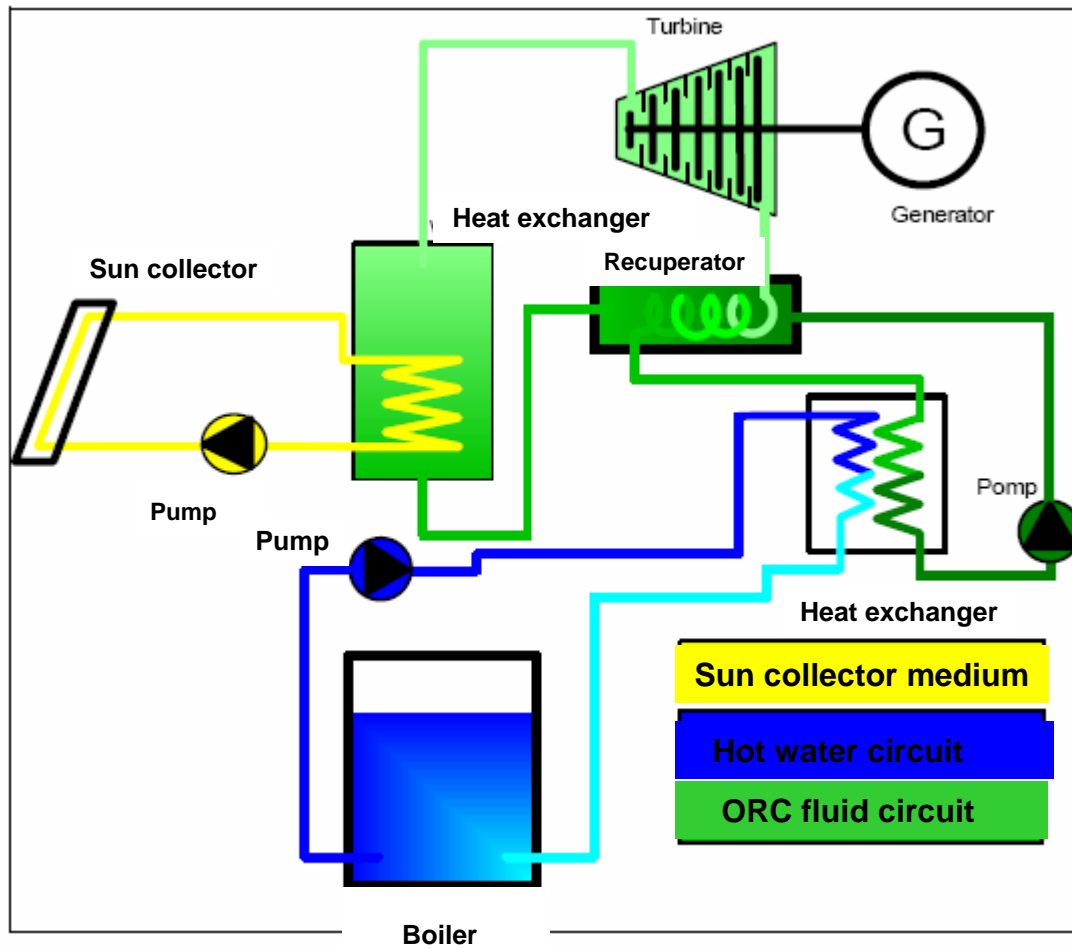 Turbine
G
Generator
Heat exchanger
Recuperator
Sun collector
Pump
Pump
Pomp
Heat exchanger
Sun collector medium
Hot water circuit
ORC fluid circuit
Boiler